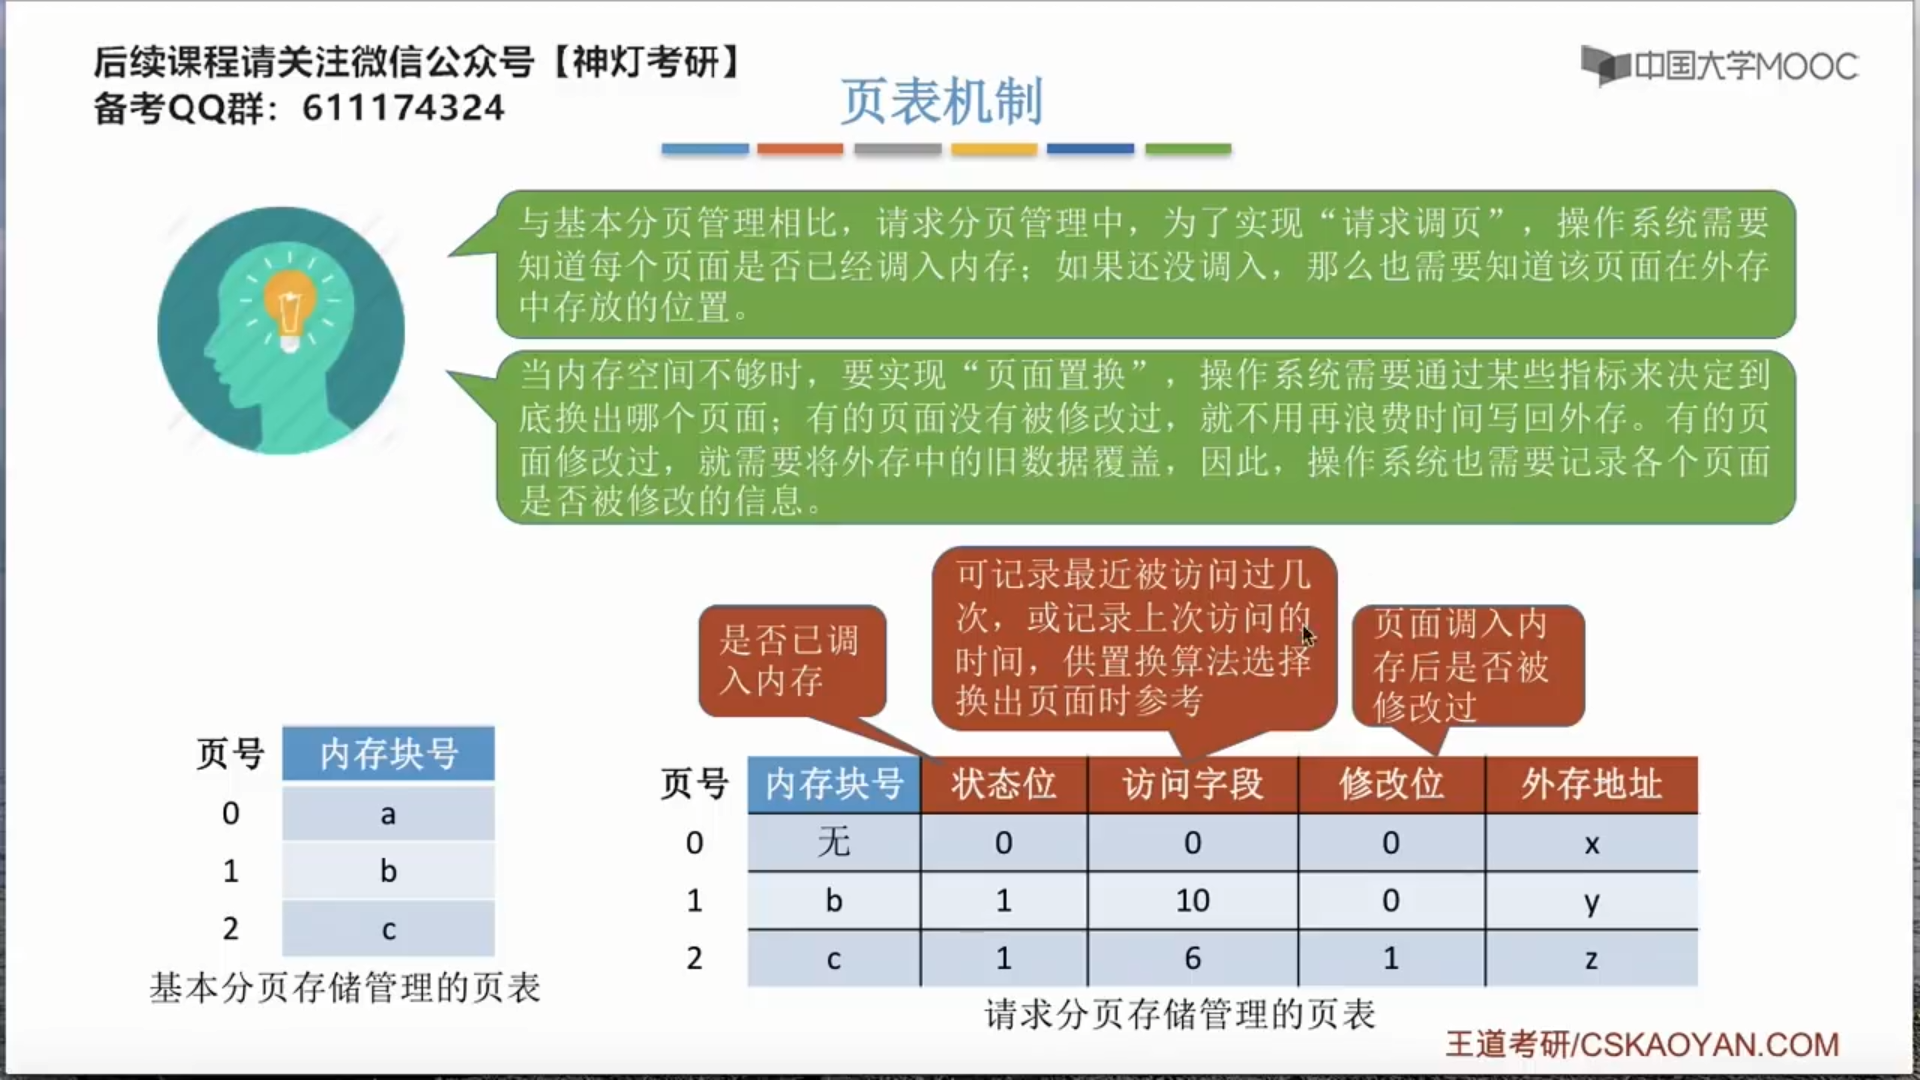 后续课程请关注微信公众号【神灯考研】
备考QQ群：611174324
中国大学MOOC
页表机制
与基本分页管理相比，请求分页管理中，为了实现“请求调页”，操作系统需要
知道每个页面是否已经调入内存；如果还没调入，那么也需要知道该页面在外存
中存放的位置。
当内存空间不够时，要实现“页面置换”，操作系统需要通过某些指标来决定到
底换出哪个页面；有的页面没有被修改过，就不用再浪费时间写回外存。有的页
面修改过，就需要将外存中的旧数据覆盖，因此，操作系统也需要记录各个页面
是否被修改的信息。
是否已调
入内存
可记录最近被访问过几
次，或记录上次访问的
时间，供置换算法选择
换出页面时参考
页面调入内
存后是否被
修改过
页号 内存块号
0 a
1 b
2 c
基本分页存储管理的页表
页号 内存块号 状态位 访问字段 修改位 外存地址
0 无 0 0 0 x
1 b 1 10 0 y
2 c 1 6 1 z
请求分页存储管理的页表
王道考研/CSKAOYAN.COM